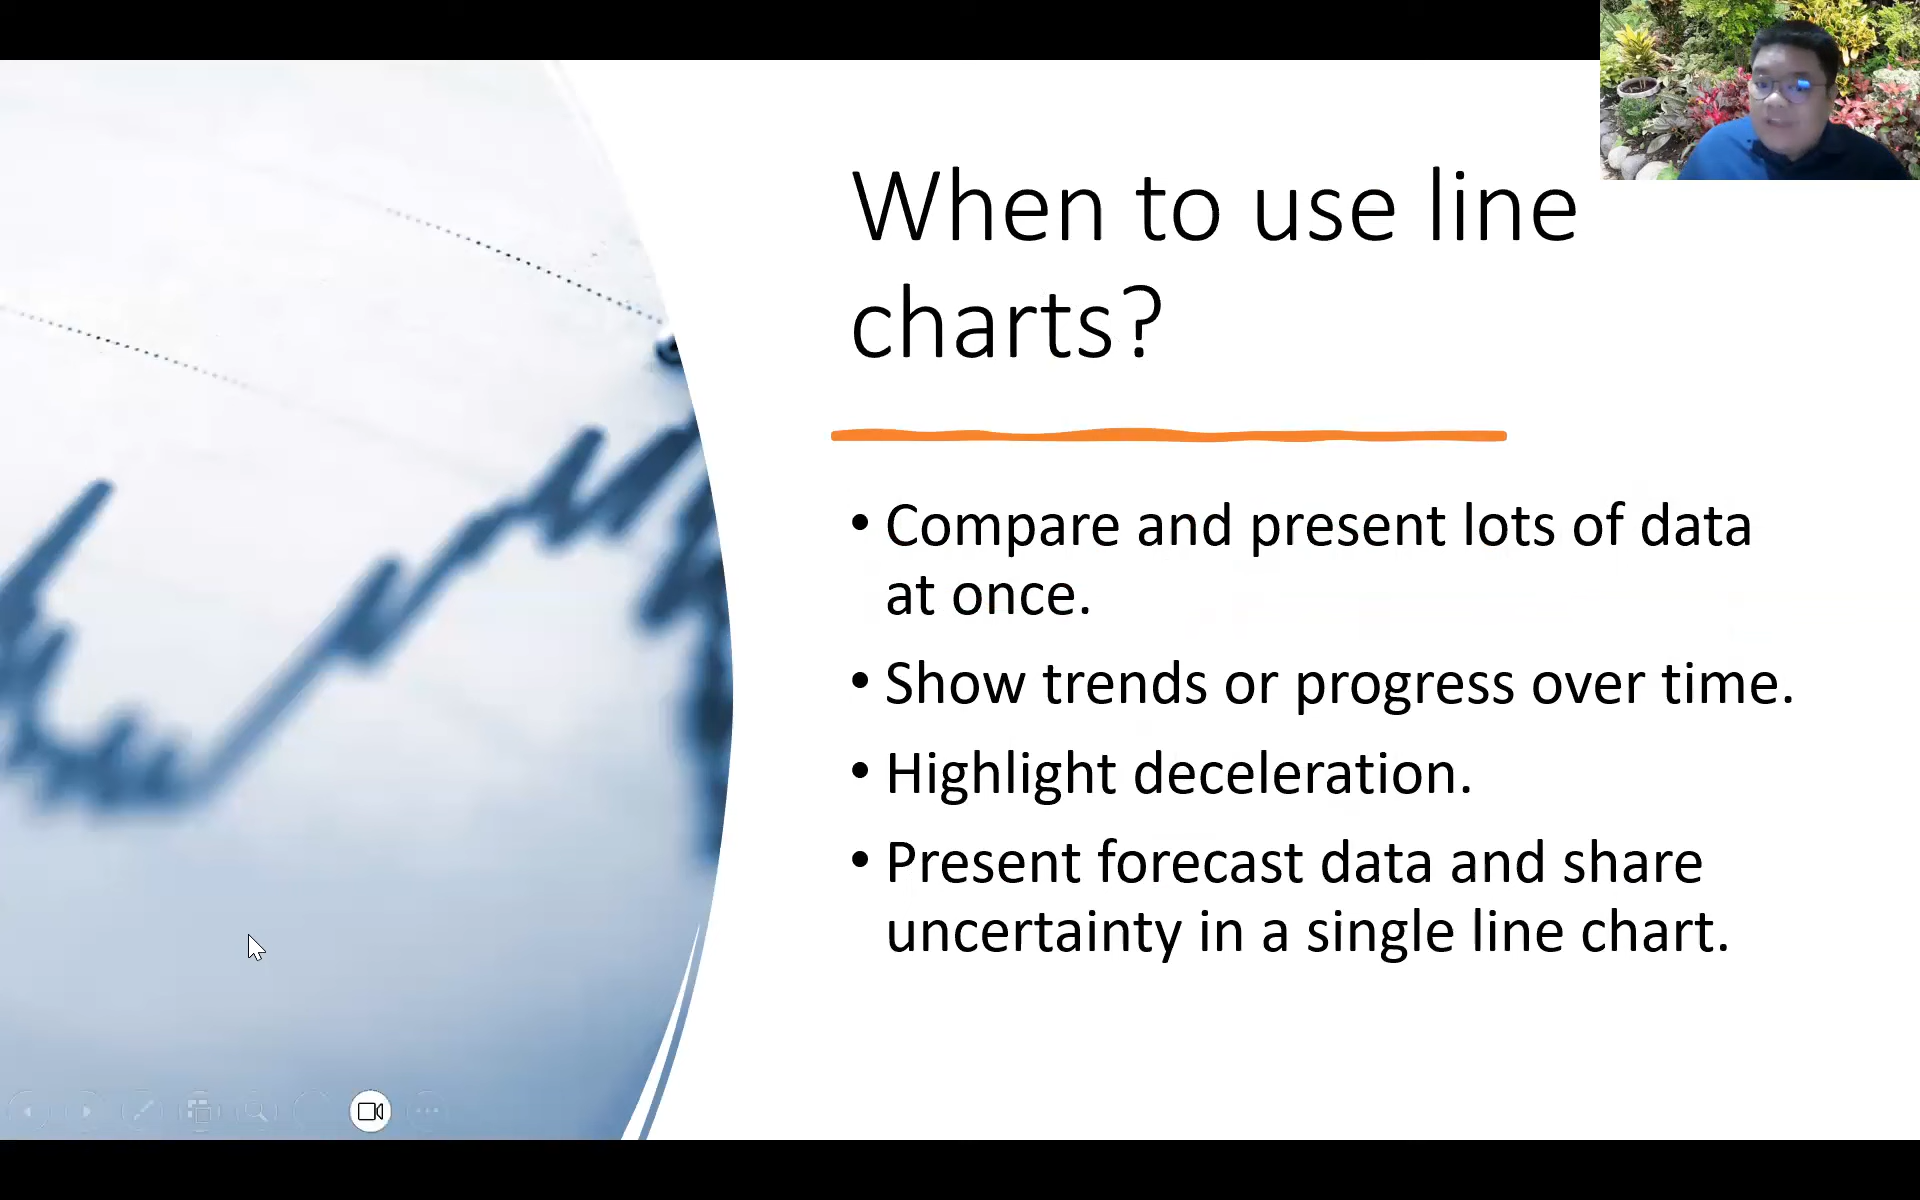 When to use line
charts?
• Compare and present lots of data
at once.
• Show trends or progress over time.
• Highlight deceleration.
• Present forecast data and share
uncertainty in a single line chart.